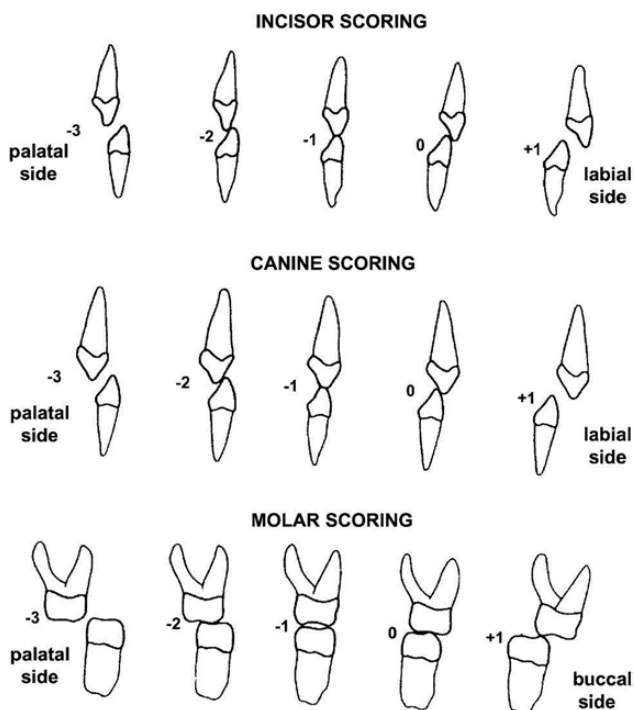 INCISOR SCORING
-3 -2 -1 0 +1
palatal side
labial side
CANINE SCORING
-3 -2 -1 0 +1
palatal side
labial side
MOLAR SCORING
-3 -2 -1 0 +1
palatal side
buccal side